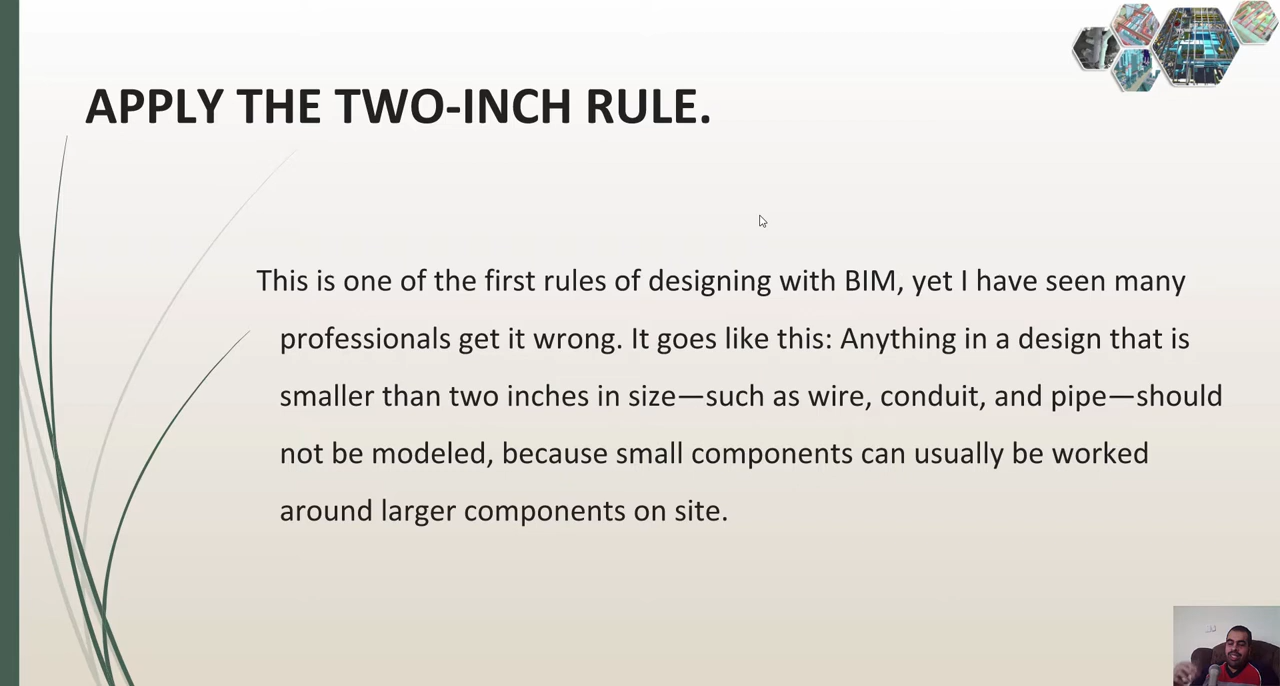 APPLY THE TWO-INCH RULE.
This is one of the first rules of designing with BIM, yet I have seen many
professionals get it wrong. It goes like this: Anything in a design that is
smaller than two inches in size—such as wire, conduit, and pipe—should
not be modeled, because small components can usually be worked
around larger components on site.